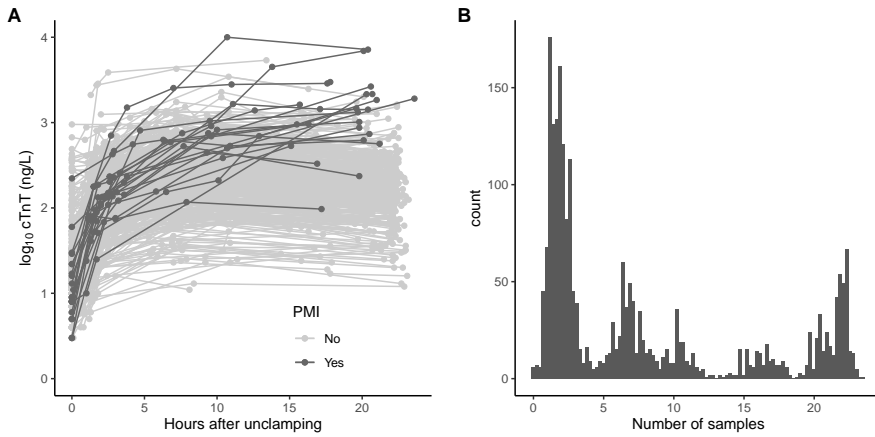 A
B
log10 cTnT (ng/L)
4
3
2
1
0
PMI
No
Yes
0
5
10
15
20
Hours after unclamping
count
150
100
50
0
0
5
10
15
20
Number of samples